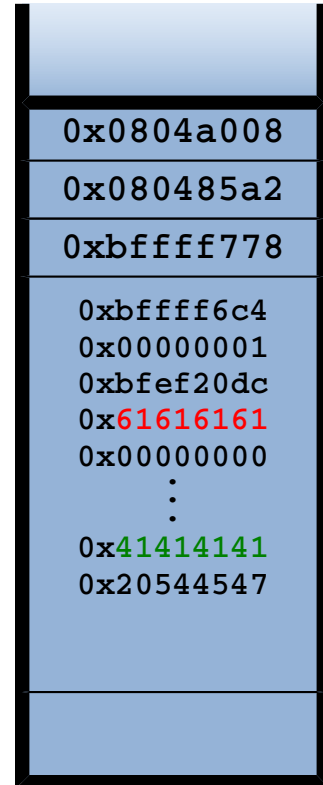 0x0804a008
0x080485a2
0xbffff778
0xbffff6c4
0x00000001
0xbfef20dc
0x61616161
0x00000000
.
.
.
0x41414141
0x20544547